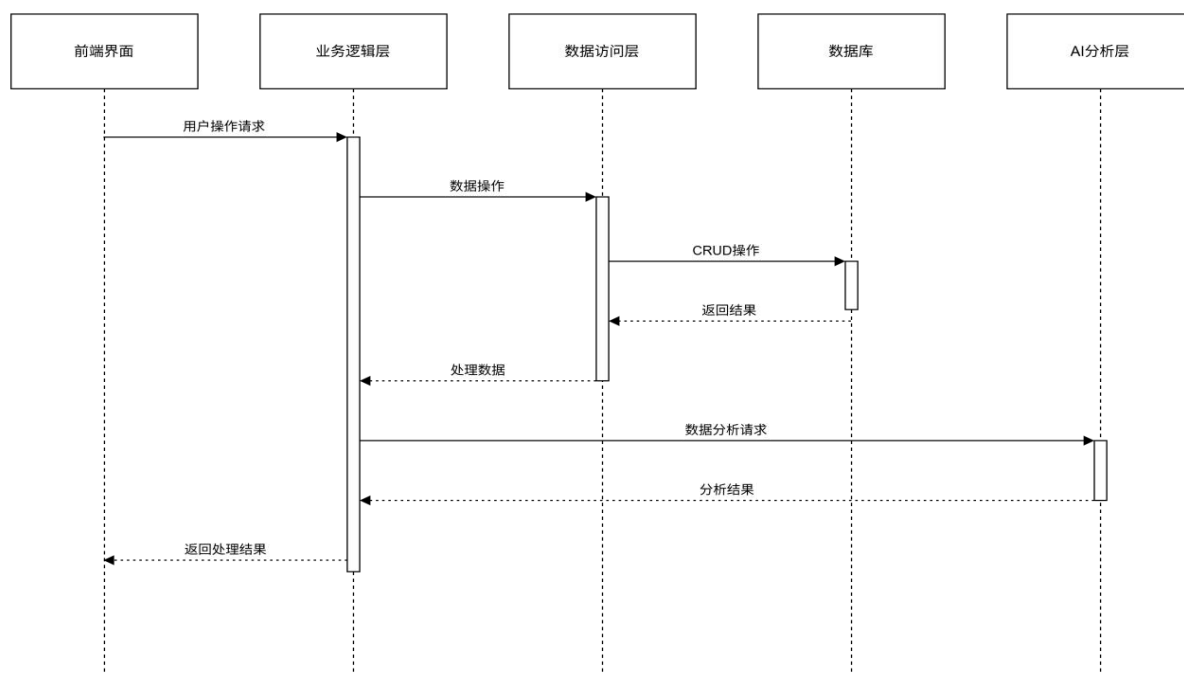 前端界面
业务逻辑层
数据访问层
数据库
AI分析层
用户操作请求
数据操作
CRUD操作
返回结果
处理数据
数据分析请求
分析结果
返回处理结果